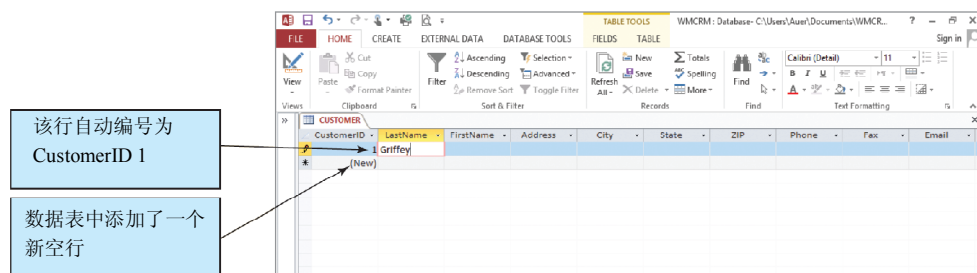 TABLE TOOLS WMCRM : Database- C:\Users\Auer\Documents\WMCR... ? - X
FILE HOME CREATE EXTERNAL DATA DATABASE TOOLS FIELDS TABLE Sign in
View
Paste
Cut
Copy
Format Painter
Filter
Ascending
Descending
Remove Sort
Selection
Advanced
Toggle Filter
Refresh All
New
Save
Delete
Totals
Spelling
More
Find
Calibri (Detail) 11
B I U
Views Clipboard Sort & Filter Records Find Text Formatting
CUSTOMER
CustomerID LastName FirstName Address City State ZIP Phone Fax Email
1 Griffey
(New)
该行自动编号为
CustomerID 1
数据表中添加了一个
新空行